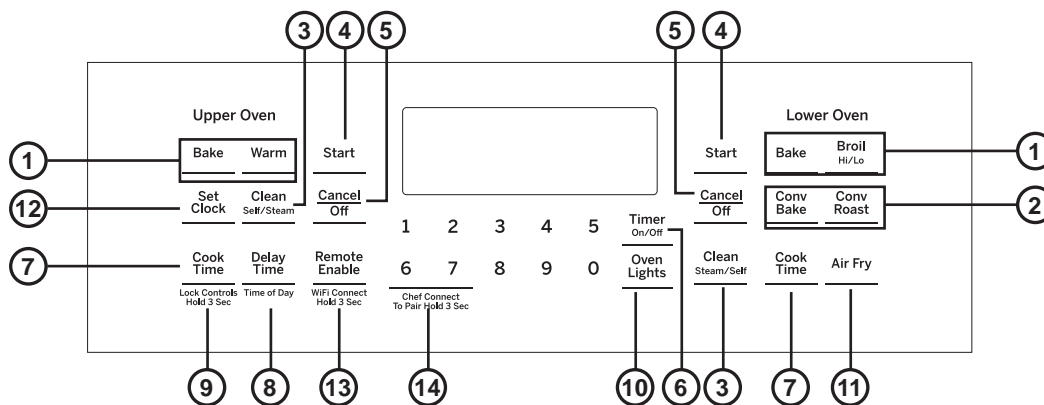 3 4 5 5 4
Upper Oven Lower Oven
1 Bake Warm Start Start Bake Broil 1
Hi/Lo
12 Set Clock Clean Cancel Cancel Conv Bake Conv Roast 2
Self/Steam Off Off
1 2 3 4 5 Timer
On/Off
7 Cook Time Delay Time Remote Enable 6 7 8 9 0 Oven Lights Clean Cook Time Air Fry
Steam/Self
Lock Controls Time of Day WiFi Connect Chef Connect
Hold 3 Sec Hold 3 Sec To Pair Hold 3 Sec
9 8 13 14 10 6 3 7 11